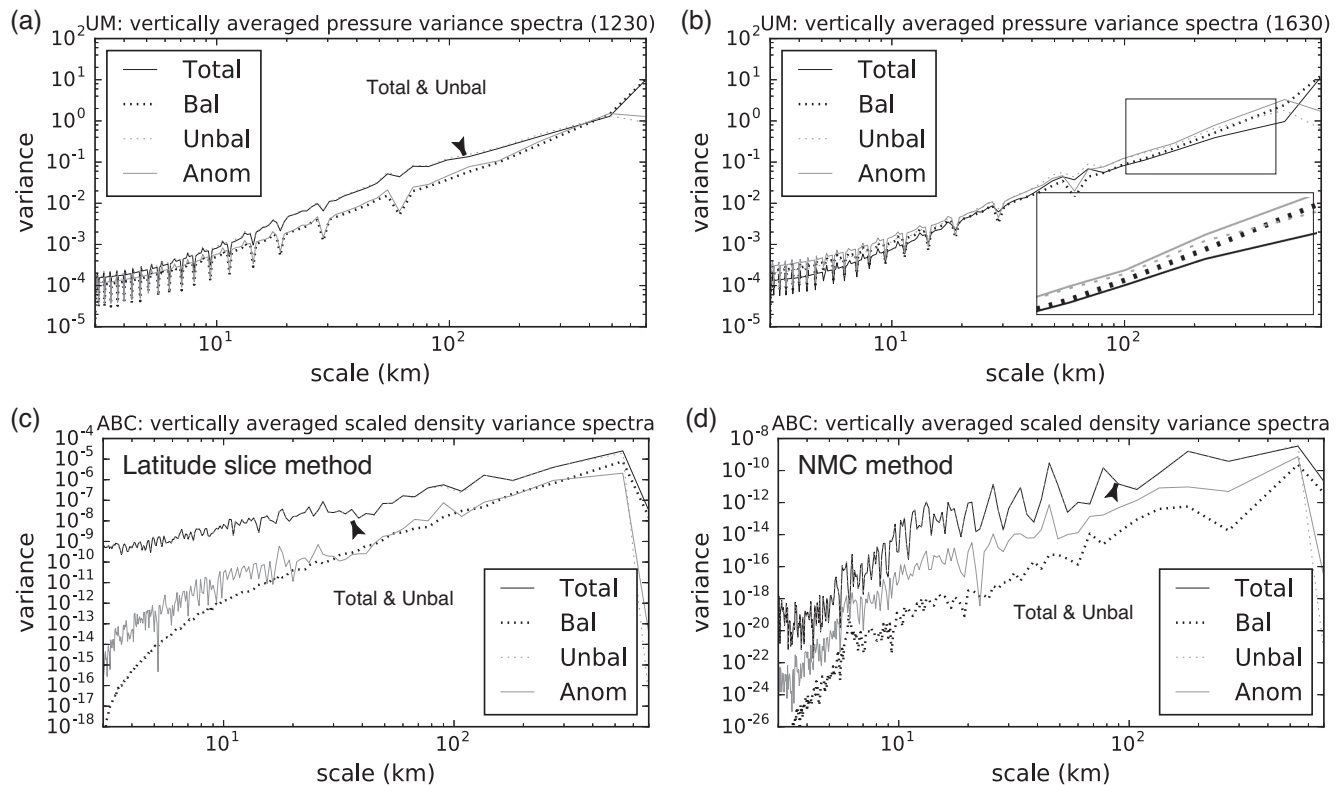 (a)
UM: vertically averaged pressure variance spectra (1230)
10^2
10^1
10^0
10^-1
10^-2
10^-3
10^-4
10^-5
variance
Total
Bal
Unbal
Anom
Total & Unbal
10^1
10^2
scale (km)
(b)
UM: vertically averaged pressure variance spectra (1630)
10^2
10^1
10^0
10^-1
10^-2
10^-3
10^-4
10^-5
variance
Total
Bal
Unbal
Anom
10^1
10^2
scale (km)
(c)
ABC: vertically averaged scaled density variance spectra
10^-4
10^-5
10^-6
10^-7
10^-8
10^-9
10^-10
10^-11
10^-12
10^-13
10^-14
10^-15
10^-16
10^-17
10^-18
variance
Latitude slice method
Total & Unbal
Total
Bal
Unbal
Anom
10^1
10^2
scale (km)
(d)
ABC: vertically averaged scaled density variance spectra
10^-8
10^-10
10^-12
10^-14
10^-16
10^-18
10^-20
10^-22
10^-24
10^-26
variance
NMC method
Total & Unbal
Total
Bal
Unbal
Anom
10^1
10^2
scale (km)